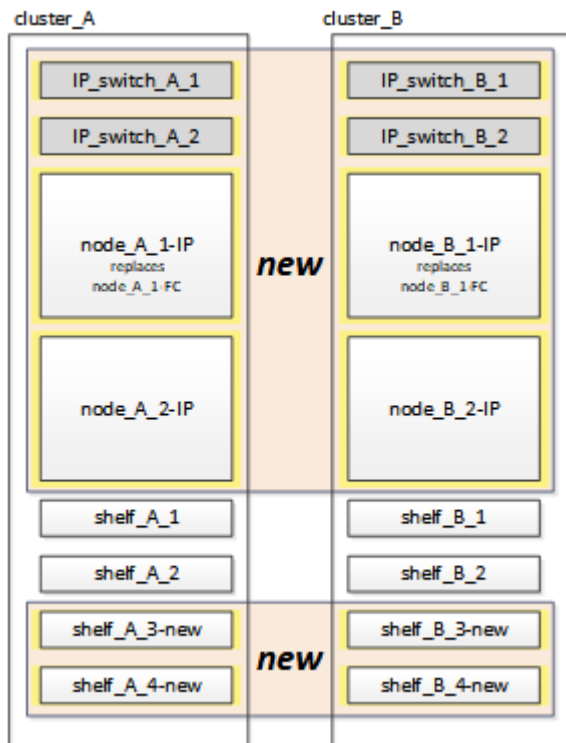 cluster_A
cluster_B
IP_switch_A_1
IP_switch_B_1
IP_switch_A_2
IP_switch_B_2
node_A_1-IP
replaces
node_A_1-FC
new
node_B_1-IP
replaces
node_B_1-FC
node_A_2-IP
node_B_2-IP
shelf_A_1
shelf_B_1
shelf_A_2
shelf_B_2
shelf_A_3-new
shelf_B_3-new
new
shelf_A_4-new
shelf_B_4-new